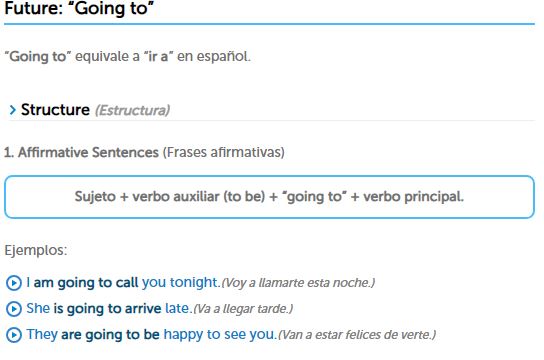 Future: “Going to”
“Going to” equivale a “ir a” en español.
Structure (Estructura)
1. Affirmative Sentences (Frases afirmativas)
Sujeto + verbo auxiliar (to be) + “going to” + verbo principal.
Ejemplos:
I am going to call you tonight.(Voy a llamarte esta noche.)
She is going to arrive late.(Va a llegar tarde.)
They are going to be happy to see you.(Van a estar felices de verte.)